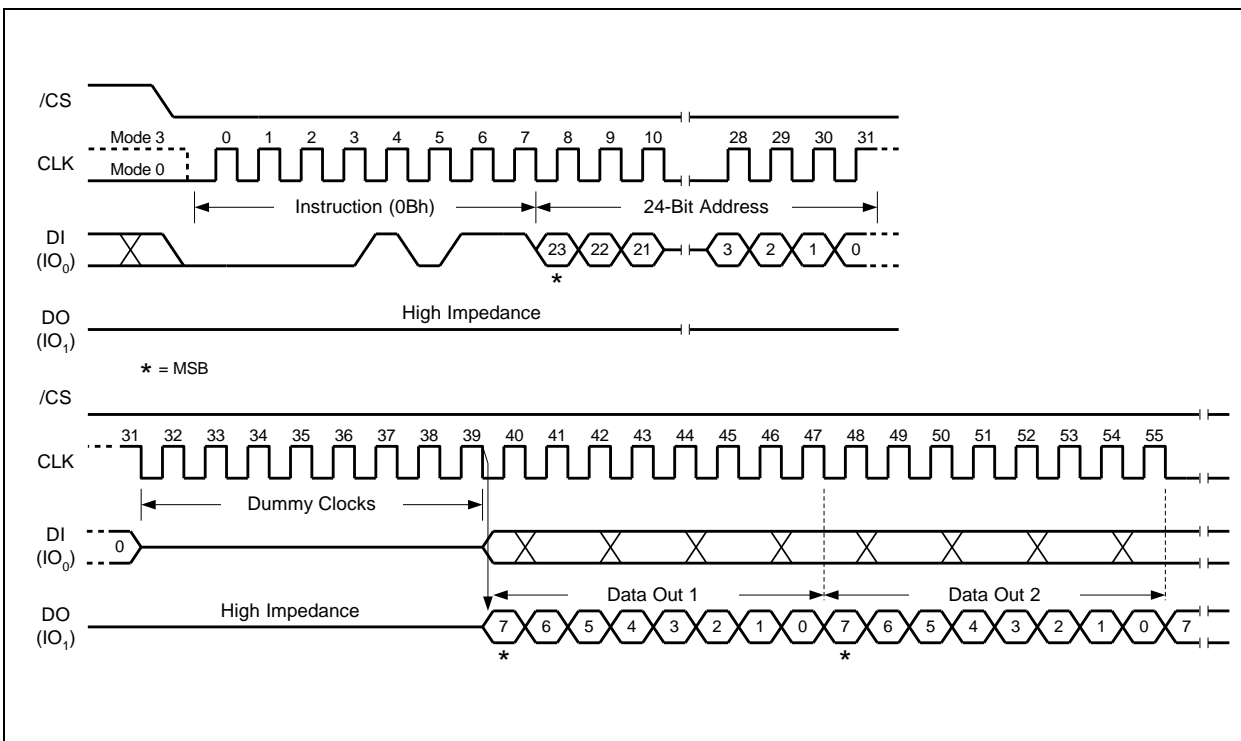 /CS
Mode 3 0 1 2 3 4 5 6 7 8 9 10 28 29 30 31
CLK
Mode 0
Instruction (0Bh) 24-Bit Address
DI
(IO0)
23 22 21 3 2 1 0
*
High Impedance
DO
(IO1)
* = MSB
/CS
31 32 33 34 35 36 37 38 39 40 41 42 43 44 45 46 47 48 49 50 51 52 53 54 55
CLK
Dummy Clocks
DI
(IO0)
0
Data Out 1 Data Out 2
High Impedance
DO
(IO1)
7 6 5 4 3 2 1 0 7 6 5 4 3 2 1 0 7
* *